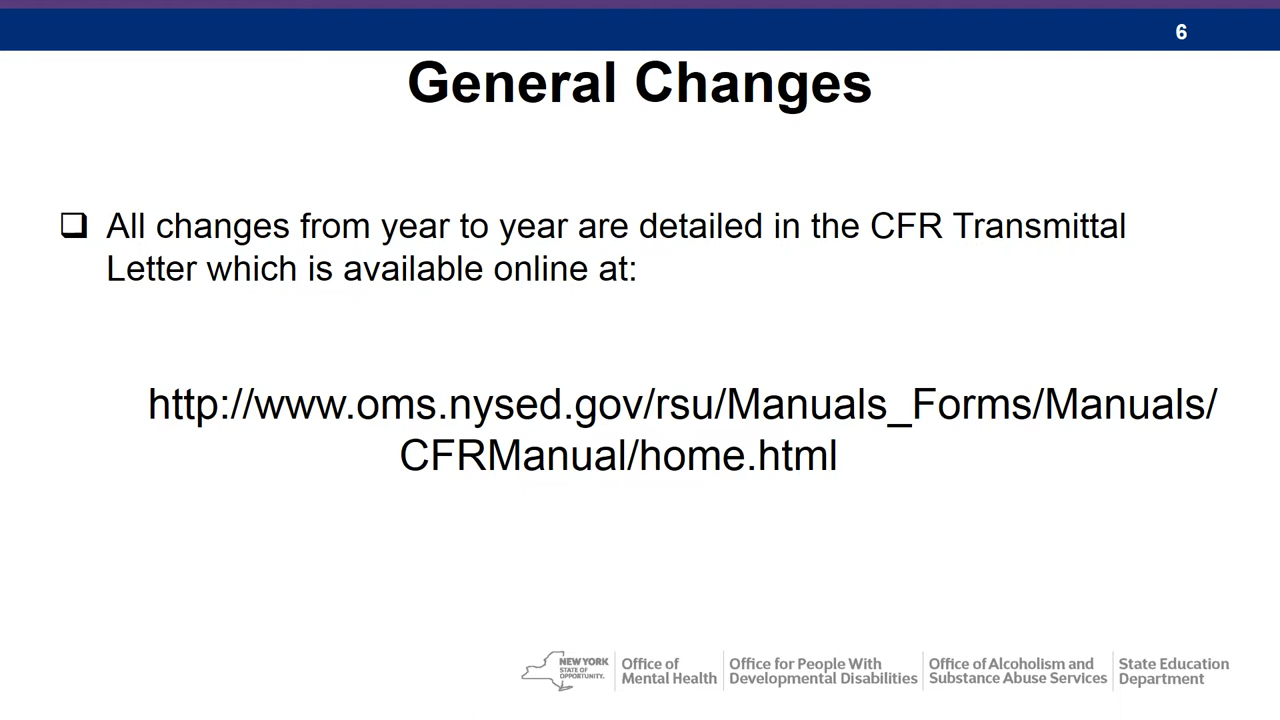 6
General Changes
All changes from year to year are detailed in the CFR Transmittal
Letter which is available online at:
http://www.oms.nysed.gov/rsu/Manuals_Forms/Manuals/
CFRManual/home.html
NEW YORK
STATE OF
OPPORTUNITY.
Office of
Mental Health
Office for People With
Developmental Disabilities
Office of Alcoholism and
Substance Abuse Services
State Education
Department